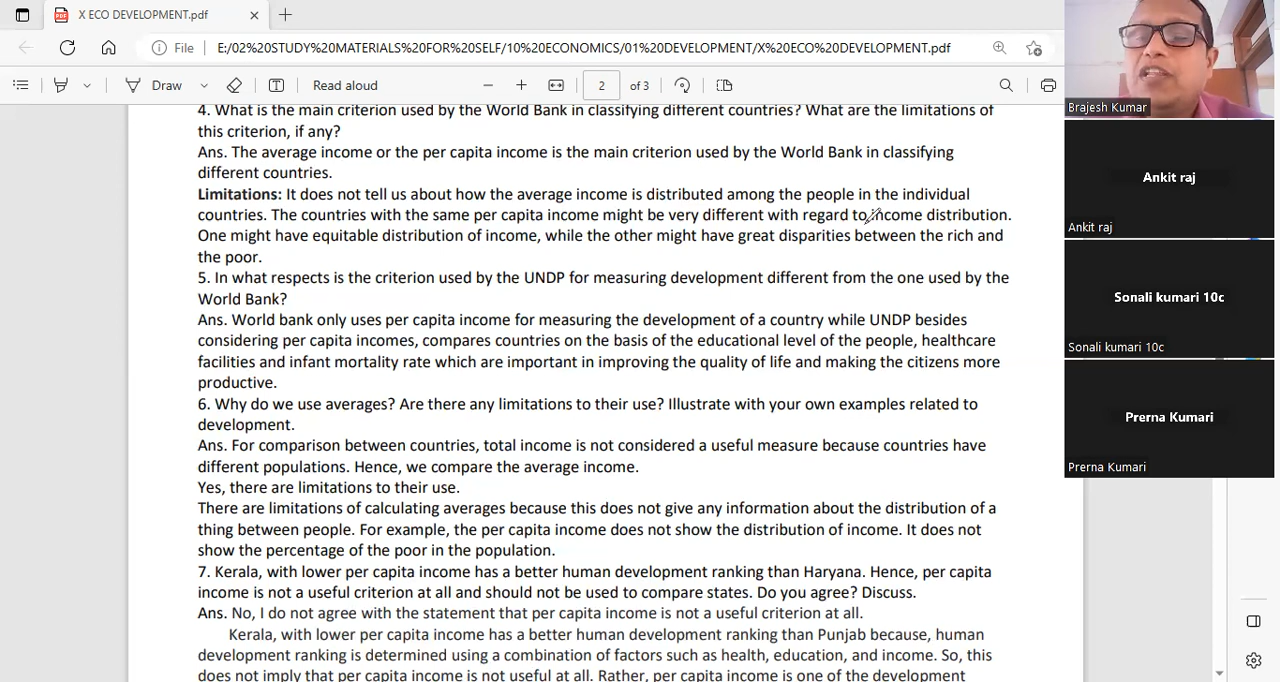 X ECO DEVELOPMENT.pdf
File
E:/02%20STUDY%20MATERIALS%20FOR%20SELF/10%20ECONOMICS/01%20DEVELOPMENT/X%20ECO%20DEVELOPMENT.pdf
Draw
Read aloud
2 of 3
4. What is the main criterion used by the World Bank in classifying different countries? What are the limitations of
this criterion, if any?
Ans. The average income or the per capita income is the main criterion used by the World Bank in classifying
different countries.
Limitations: It does not tell us about how the average income is distributed among the people in the individual
countries. The countries with the same per capita income might be very different with regard to income distribution.
One might have equitable distribution of income, while the other might have great disparities between the rich and
the poor.
5. In what respects is the criterion used by the UNDP for measuring development different from the one used by the
World Bank?
Ans. World bank only uses per capita income for measuring the development of a country while UNDP besides
considering per capita incomes, compares countries on the basis of the educational level of the people, healthcare
facilities and infant mortality rate which are important in improving the quality of life and making the citizens more
productive.
6. Why do we use averages? Are there any limitations to their use? Illustrate with your own examples related to
development.
Ans. For comparison between countries, total income is not considered a useful measure because countries have
different populations. Hence, we compare the average income.
Yes, there are limitations to their use.
There are limitations of calculating averages because this does not give any information about the distribution of a
thing between people. For example, the per capita income does not show the distribution of income. It does not
show the percentage of the poor in the population.
7. Kerala, with lower per capita income has a better human development ranking than Haryana. Hence, per capita
income is not a useful criterion at all and should not be used to compare states. Do you agree? Discuss.
Ans. No, I do not agree with the statement that per capita income is not a useful criterion at all.
Kerala, with lower per capita income has a better human development ranking than Punjab because, human
development ranking is determined using a combination of factors such as health, education, and income. So, this
does not imply that per capita income is not useful at all. Rather, per capita income is one of the development
Brajesh Kumar
Ankit raj
Ankit raj
Sonali kumari 10c
Sonali kumari 10c
Prerna Kumari
Prerna Kumari